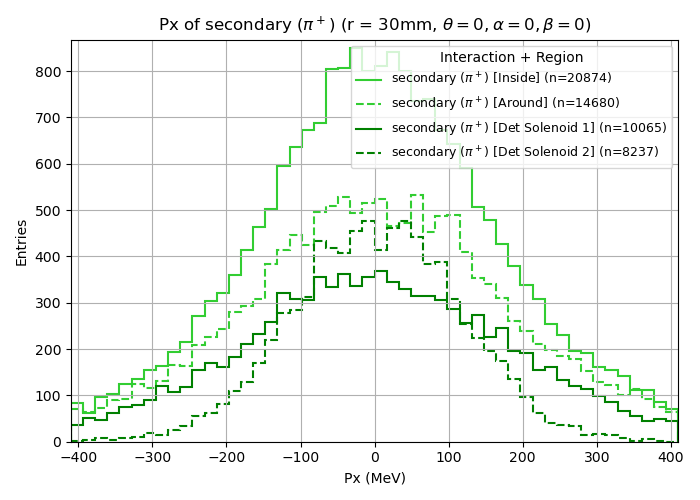 Px of secondary (π⁺) (r = 30mm, θ = 0, α = 0, β = 0)
Interaction + Region
secondary (π⁺) [Inside] (n=20874)
secondary (π⁺) [Around] (n=14680)
secondary (π⁺) [Det Solenoid 1] (n=10065)
secondary (π⁺) [Det Solenoid 2] (n=8237)
Entries
800
700
600
500
400
300
200
100
0
−400 −300 −200 −100 0 100 200 300 400
Px (MeV)